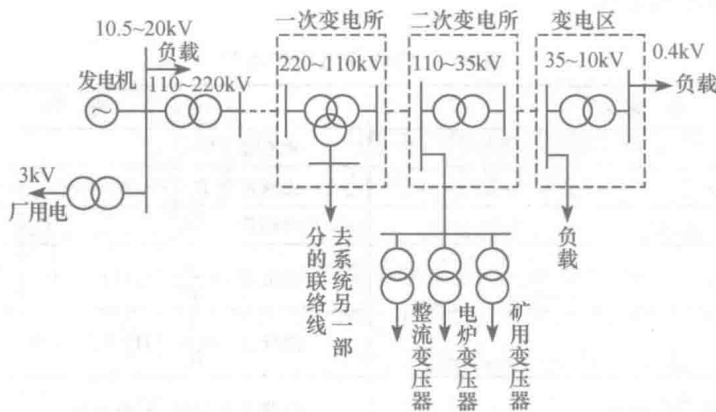 一次变电所
二次变电所
变电区
10.5~20kV
负载
发电机
110~220kV
220~110kV
110~35kV
35~10kV
0.4kV
负载
3kV
厂用电
去系统另一部
分的联络线
负载
整流变压器
电炉变压器
矿用变压器